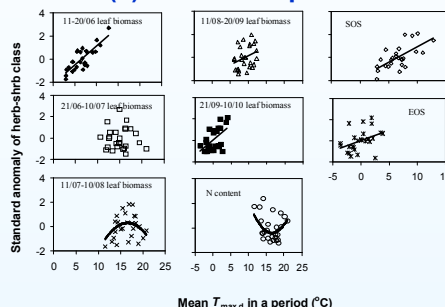 11-20/06 leaf biomass
11/08-20/09 leaf biomass
SOS
4
2
0
-2
21/06-10/07 leaf biomass
21/09-10/10 leaf biomass
EOS
2
0
-2
-5 0 5 10 15
11/07-10/08 leaf biomass
N content
4
2
0
-2
0 5 10 15 20 25
-5 0 5 10 15 20 25
Standard anomaly of herb-shrb class
Mean Tmax,d in a period (°C)